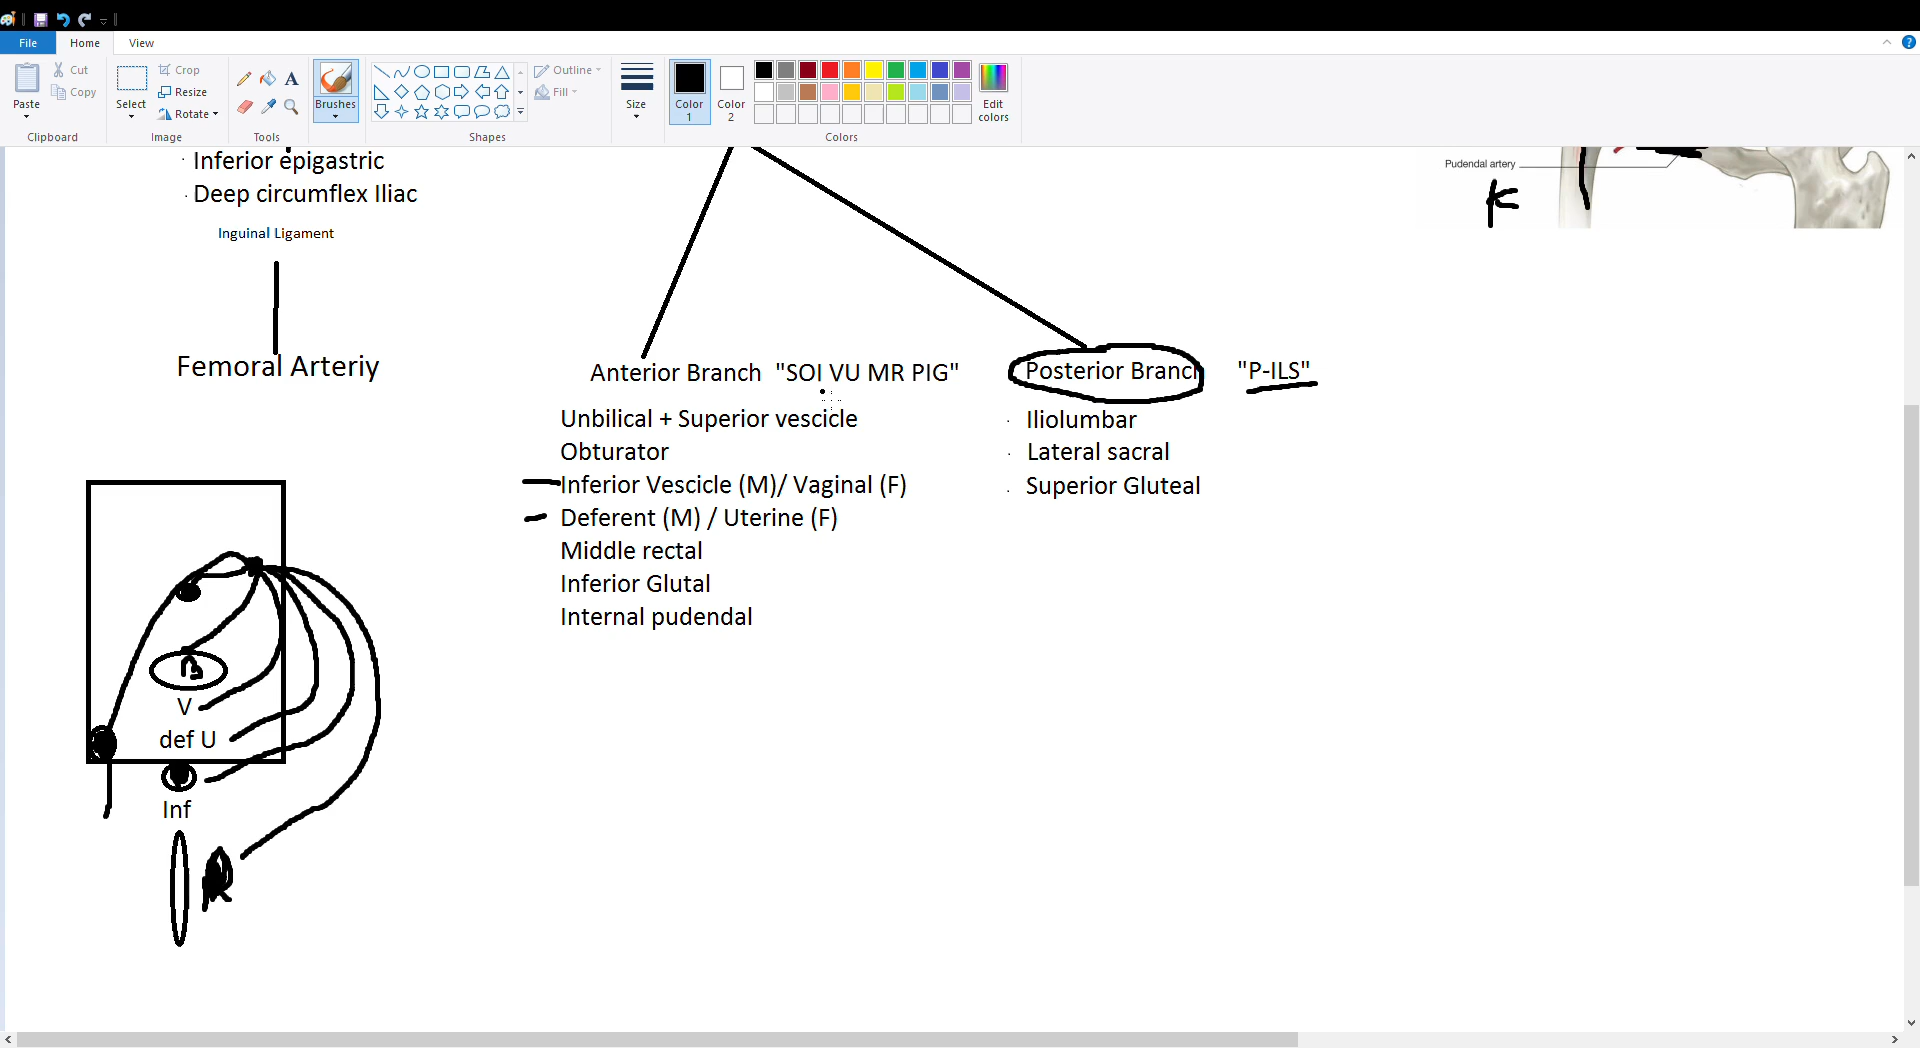 File Home View
Paste Cut Copy Select Crop Resize Rotate A Brushes Outline Fill Size Color 1 Color 2 Edit colors
Clipboard Image Tools Shapes Colors
Inferior epigastric
Deep circumflex Iliac
Inguinal Ligament
Femoral Arteriy
Pudendal artery
Anterior Branch "SOI VU MR PIG"
Unbilical + Superior vescicle
Obturator
Inferior Vescicle (M)/ Vaginal (F)
Deferent (M) / Uterine (F)
Middle rectal
Inferior Glutal
Internal pudendal
Posterior Branch "P-ILS"
Iliolumbar
Lateral sacral
Superior Gluteal
V
def U
Inf